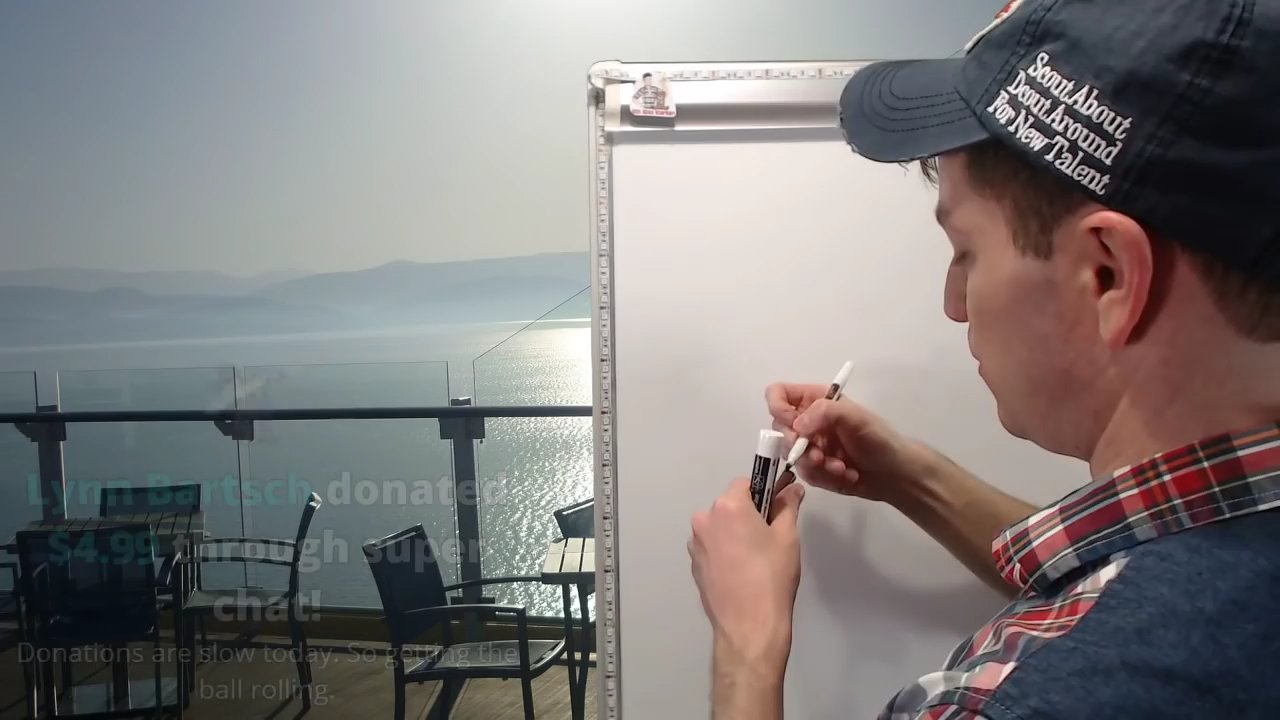 Scout About
Dcout Around
For New Talent
Lynn Bartsch donated
$4.99 through super
chat!
Donations are slow today. So getting the
ball rolling.